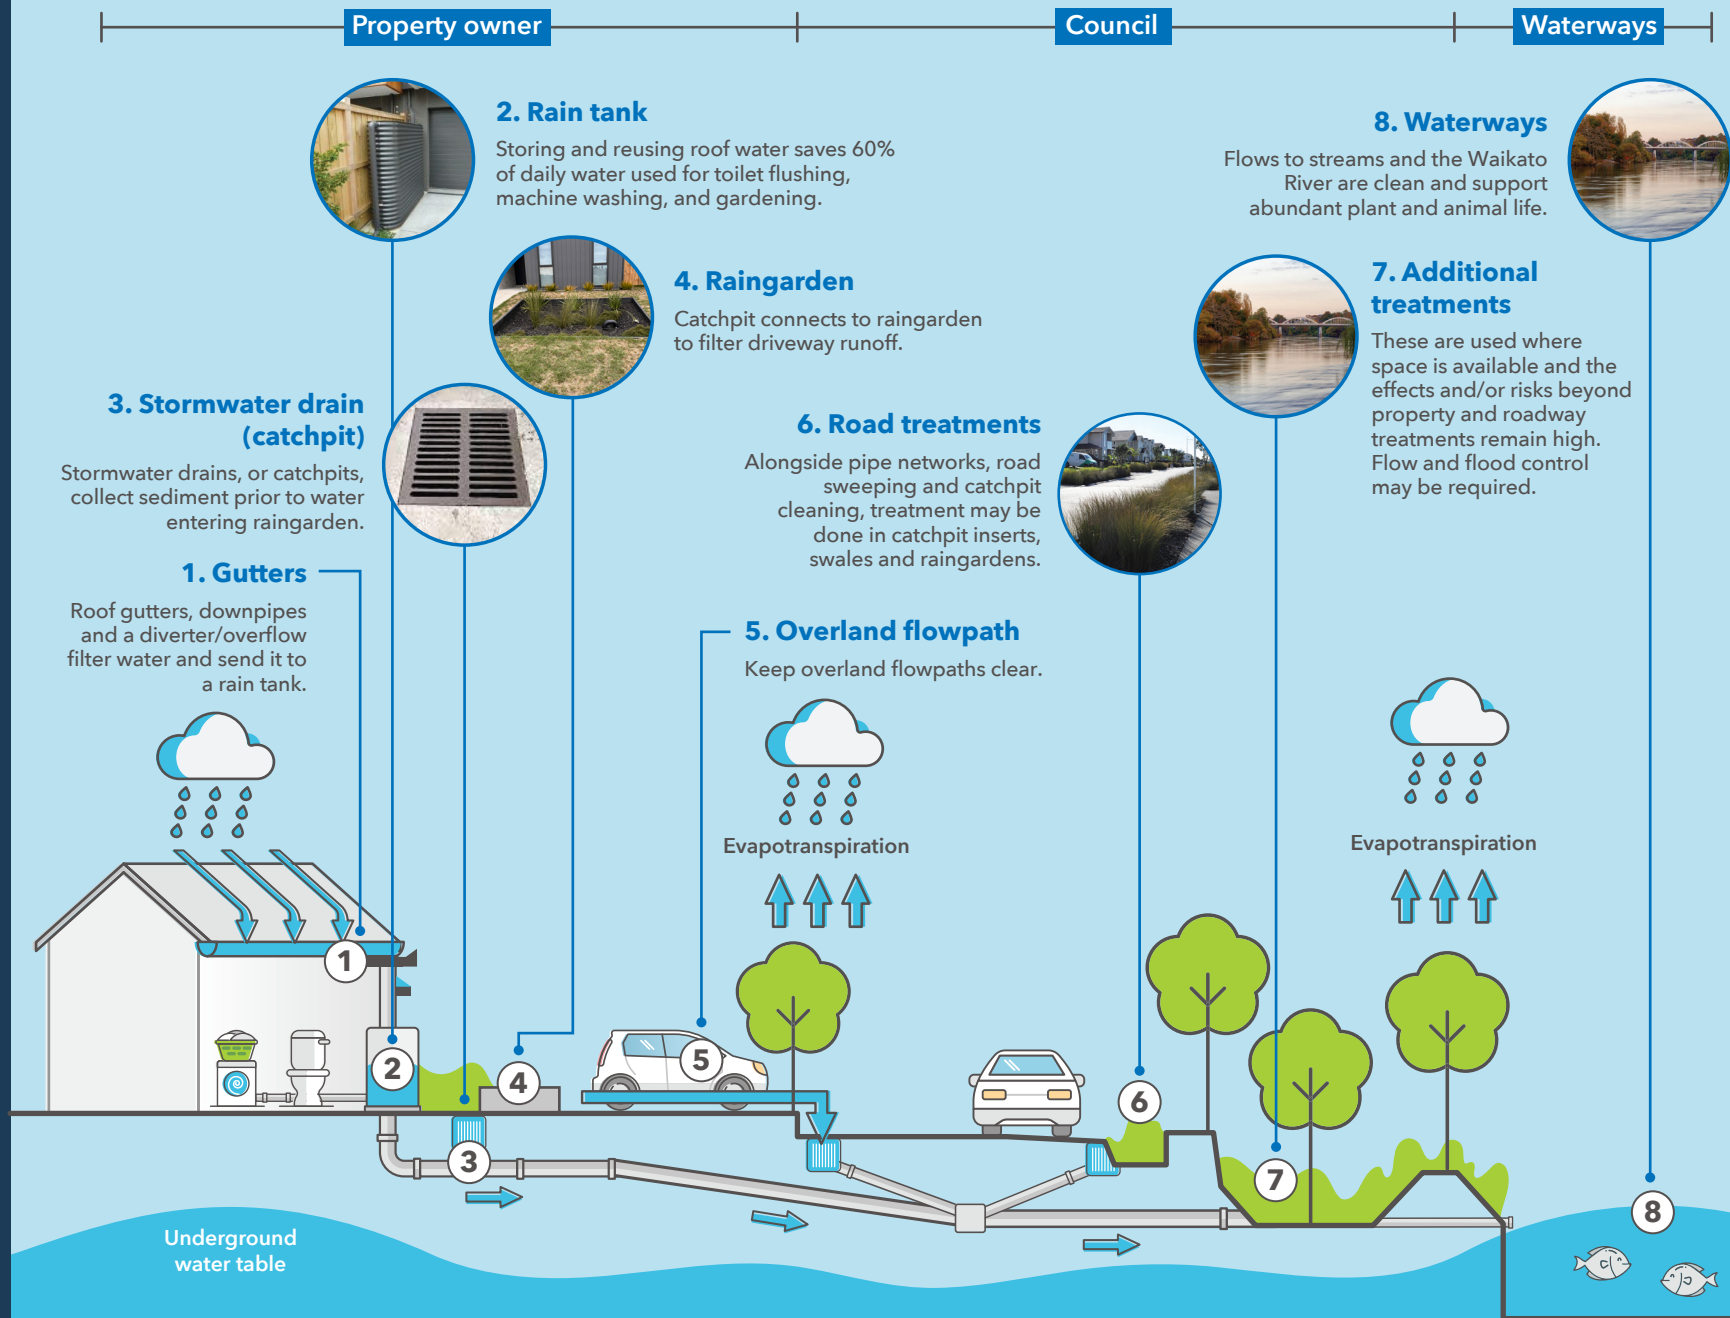 Property owner
Council
Waterways
2. Rain tank
Storing and reusing roof water saves 60%
of daily water used for toilet flushing,
machine washing, and gardening.
8. Waterways
Flows to streams and the Waikato
River are clean and support
abundant plant and animal life.
4. Raingarden
Catchpit connects to raingarden
to filter driveway runoff.
7. Additional
treatments
These are used where
space is available and the
effects and/or risks beyond
property and roadway
treatments remain high.
Flow and flood control
may be required.
3. Stormwater drain
(catchpit)
Stormwater drains, or catchpits,
collect sediment prior to water
entering raingarden.
6. Road treatments
Alongside pipe networks, road
sweeping and catchpit
cleaning, treatment may be
done in catchpit inserts,
swales and raingardens.
1. Gutters
Roof gutters, downpipes
and a diverter/overflow
filter water and send it to
a rain tank.
5. Overland flowpath
Keep overland flowpaths clear.
Evapotranspiration
Evapotranspiration
1
2
3
4
5
6
7
8
Underground
water table